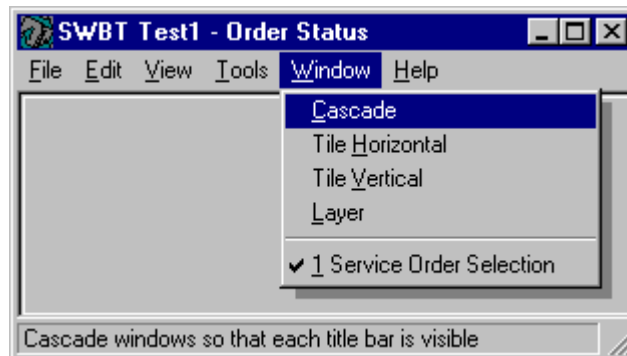 SWBT Test1 - Order Status
File Edit View Tools Window Help
Cascade
Tile Horizontal
Tile Vertical
Layer
✔ 1 Service Order Selection
Cascade windows so that each title bar is visible